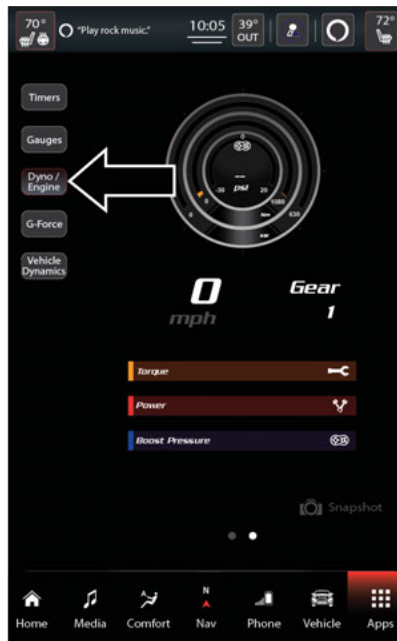 70°
"Play rock music."
10:05
39°
OUT
72°
Timers
Gauges
Dyno /
Engine
G-Force
Vehicle
Dynamics
0
-30
psi
20
0
1080
0
630
--
0
mph
Gear
1
Torque
Power
Boost Pressure
Snapshot
Home
Media
A
Comfort
N
Nav
Phone
Vehicle
Apps